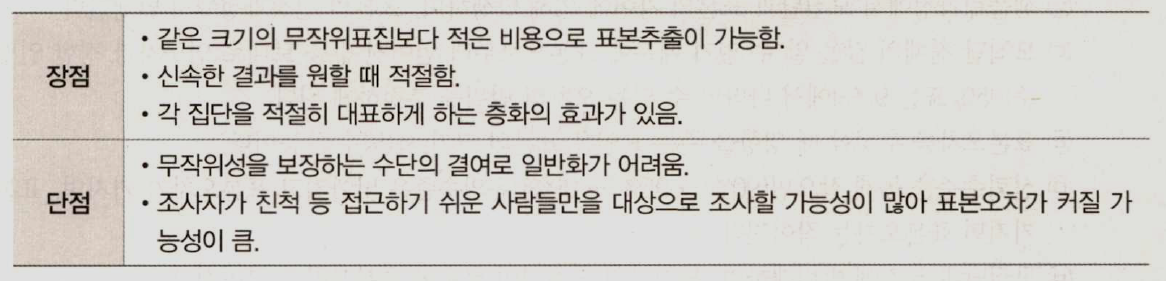 장점
• 같은 크기의 무작위표집보다 적은 비용으로 표본추출이 가능함.
• 신속한 결과를 원할 때 적절함.
• 각 집단을 적절히 대표하게 하는 층화의 효과가 있음.
단점
• 무작위성을 보장하는 수단의 결여로 일반화가 어려움.
• 조사자가 친척 등 접근하기 쉬운 사람들만을 대상으로 조사할 가능성이 많아 표본오차가 커질 가
능성이 큼.